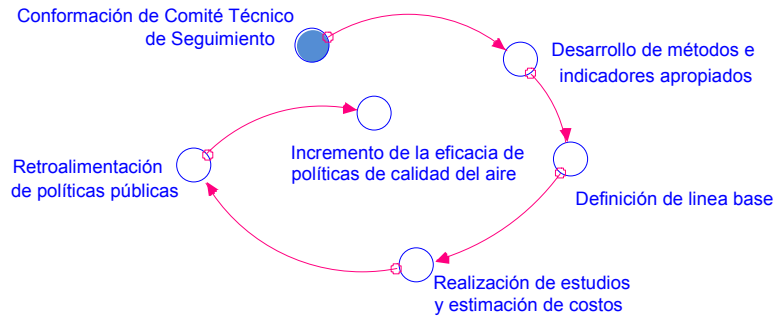 Conformación de Comité Técnico
de Seguimiento
Desarrollo de métodos e
indicadores apropiados
Definición de linea base
Realización de estudios
y estimación de costos
Retroalimentación
de políticas públicas
Incremento de la eficacia de
políticas de calidad del aire